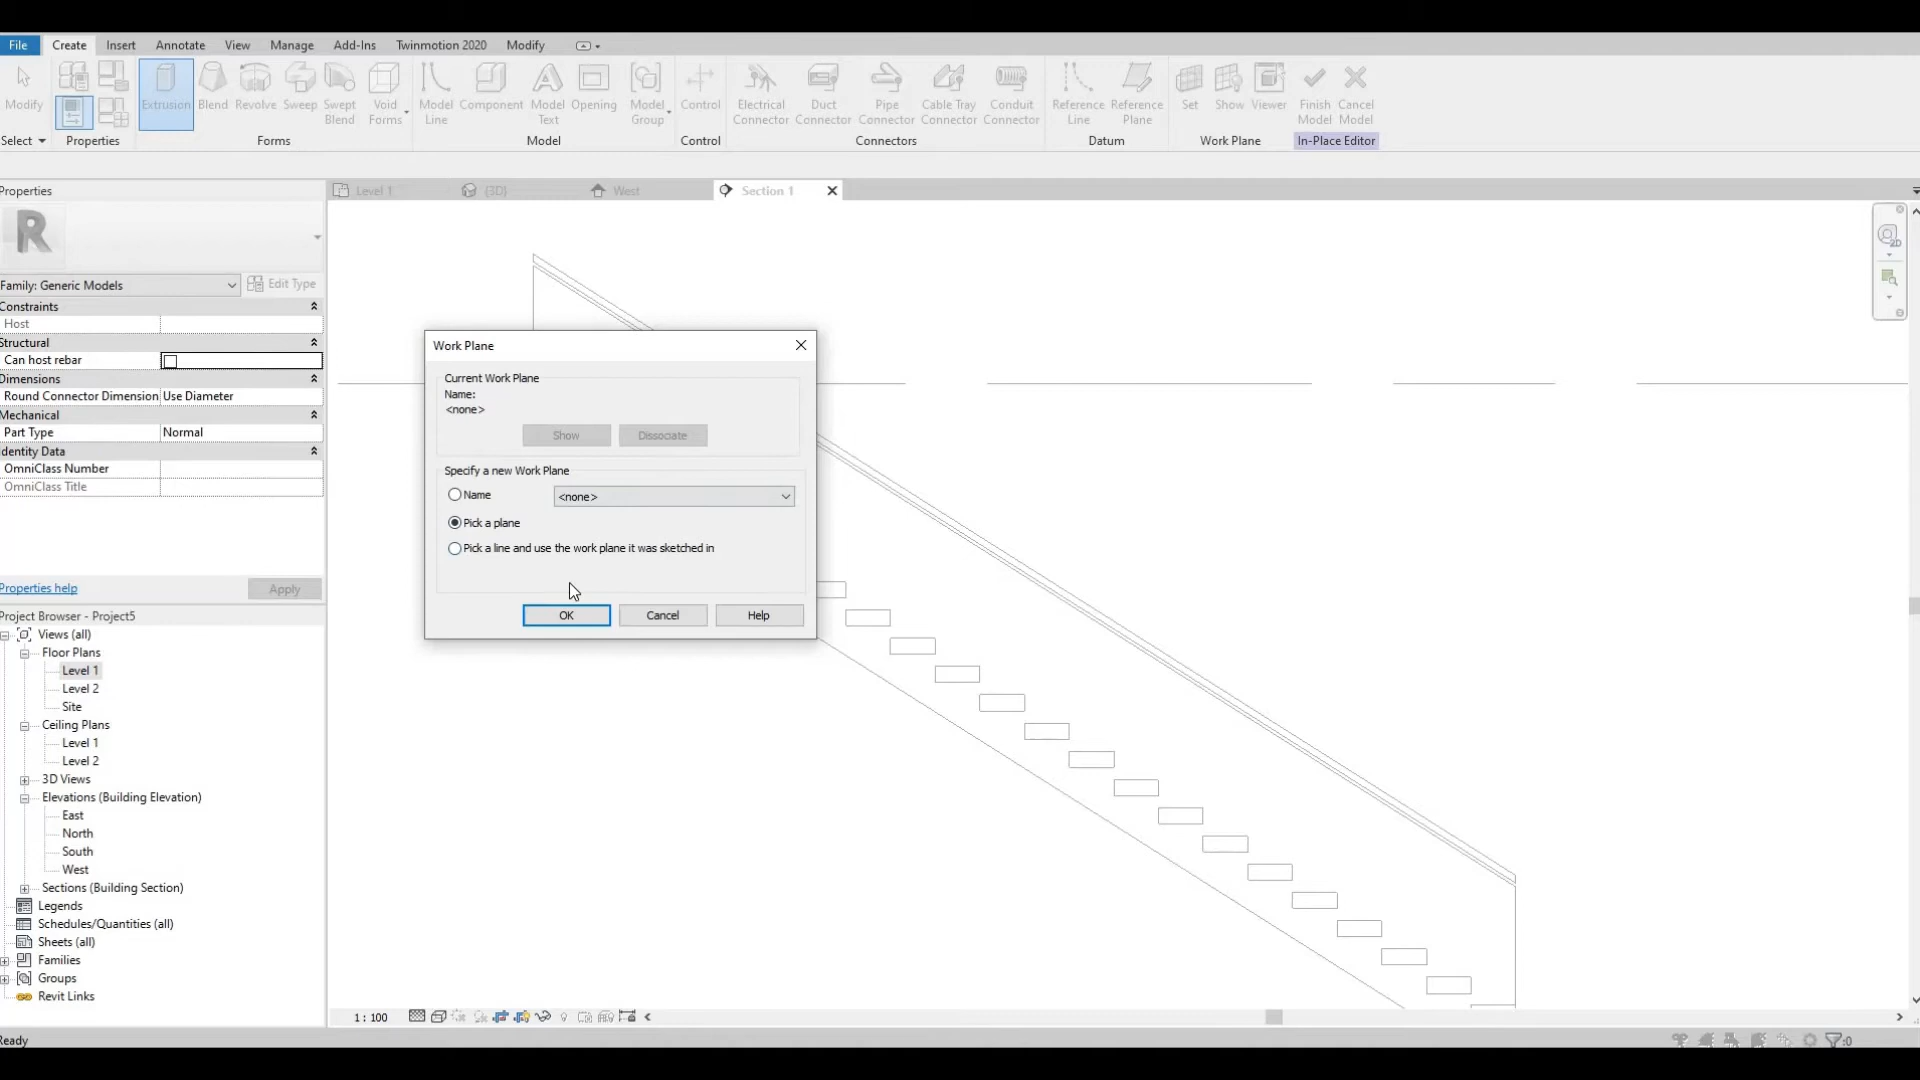 File Create Insert Annotate View Manage Add-Ins Twinmotion 2020 Modify
Modify Extrusion Blend Revolve Sweep Swept Blend Void Forms Model Line Component Model Text Opening Model Group Control Electrical Connector Duct Connector Pipe Connector Cable Tray Connector Conduit Connector Reference Line Reference Plane Set Show Viewer Finish Model Cancel Model
Select Properties Forms Model Control Connectors Datum Work Plane In-Place Editor
Properties
Level 1 (3D) West Section 1
R
2D
Family: Generic Models Edit Type
Constraints
Host
Structural
Can host rebar
Dimensions
Round Connector Dimension Use Diameter
Mechanical
Part Type Normal
Identity Data
OmniClass Number
OmniClass Title
Properties help Apply
Work Plane
Current Work Plane
Name:
<none>
Show Dissociate
Specify a new Work Plane
Name <none>
Pick a plane
Pick a line and use the work plane it was sketched in
OK Cancel Help
Project Browser - Project5
Views (all)
Floor Plans
Level 1
Level 2
Site
Ceiling Plans
Level 1
Level 2
3D Views
Elevations (Building Elevation)
East
North
South
West
Sections (Building Section)
Legends
Schedules/Quantities (all)
Sheets (all)
Families
Groups
Revit Links
1 : 100
Ready
:0